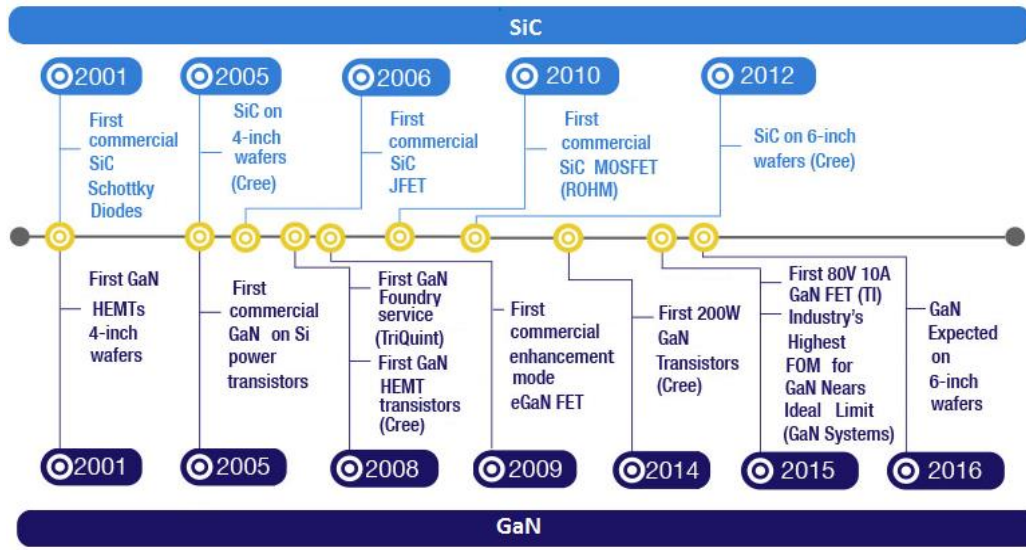 SiC
2001
First
commercial
SiC
Schottky
Diodes
2005
SiC on
4-inch
wafers
(Cree)
2006
First
commercial
SiC
JFET
2010
First
commercial
SiC MOSFET
(ROHM)
2012
SiC on 6-inch
wafers (Cree)
First GaN
HEMTs
4-inch
wafers
2001
First
commercial
GaN on Si
power
transistors
2005
First GaN
Foundry
service
(TriQuint)
First GaN
HEMT
transistors
(Cree)
2008
First
commercial
enhancement
mode
eGaN FET
2009
First 200W
GaN
Transistors
(Cree)
2014
First 80V 10A
GaN FET (TI)
Industry's
Highest
FOM for
GaN Nears
Ideal Limit
(GaN Systems)
2015
GaN
Expected
on
6-inch
wafers
2016
GaN